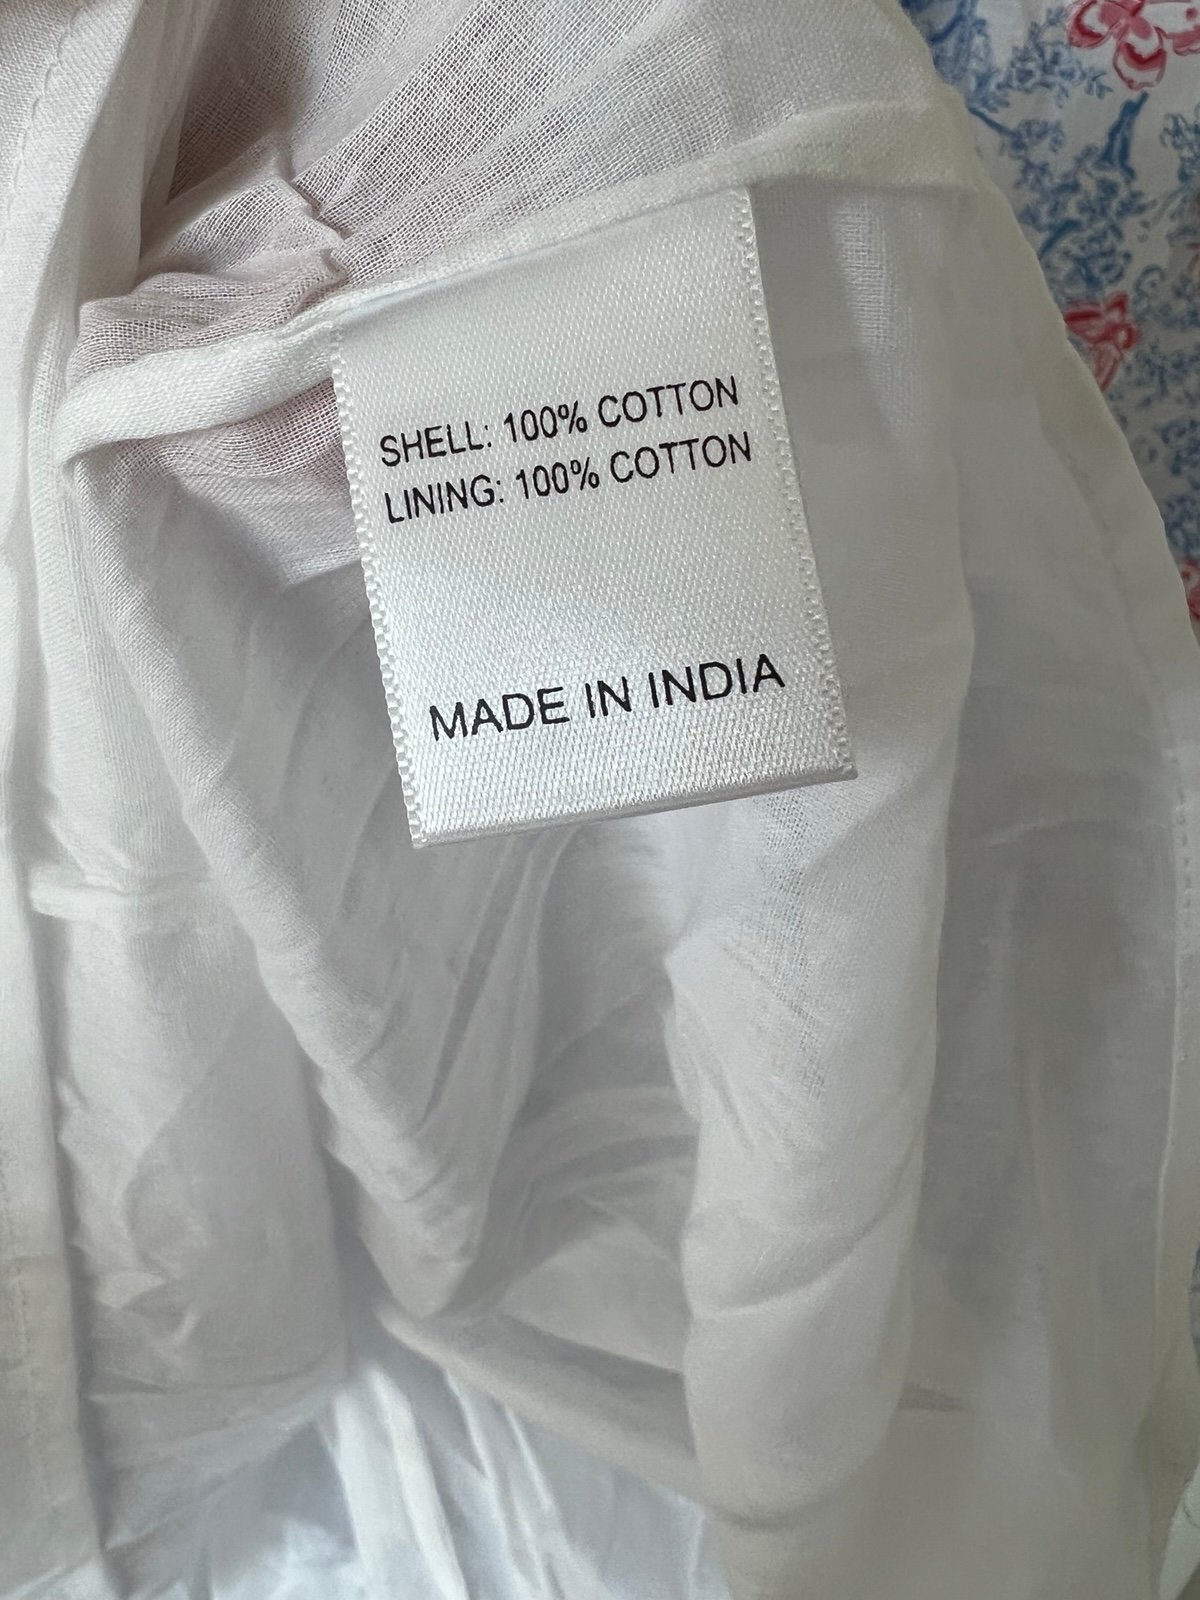 SHELL: 100% COTTON
LINING: 100% COTTON
MADE IN INDIA